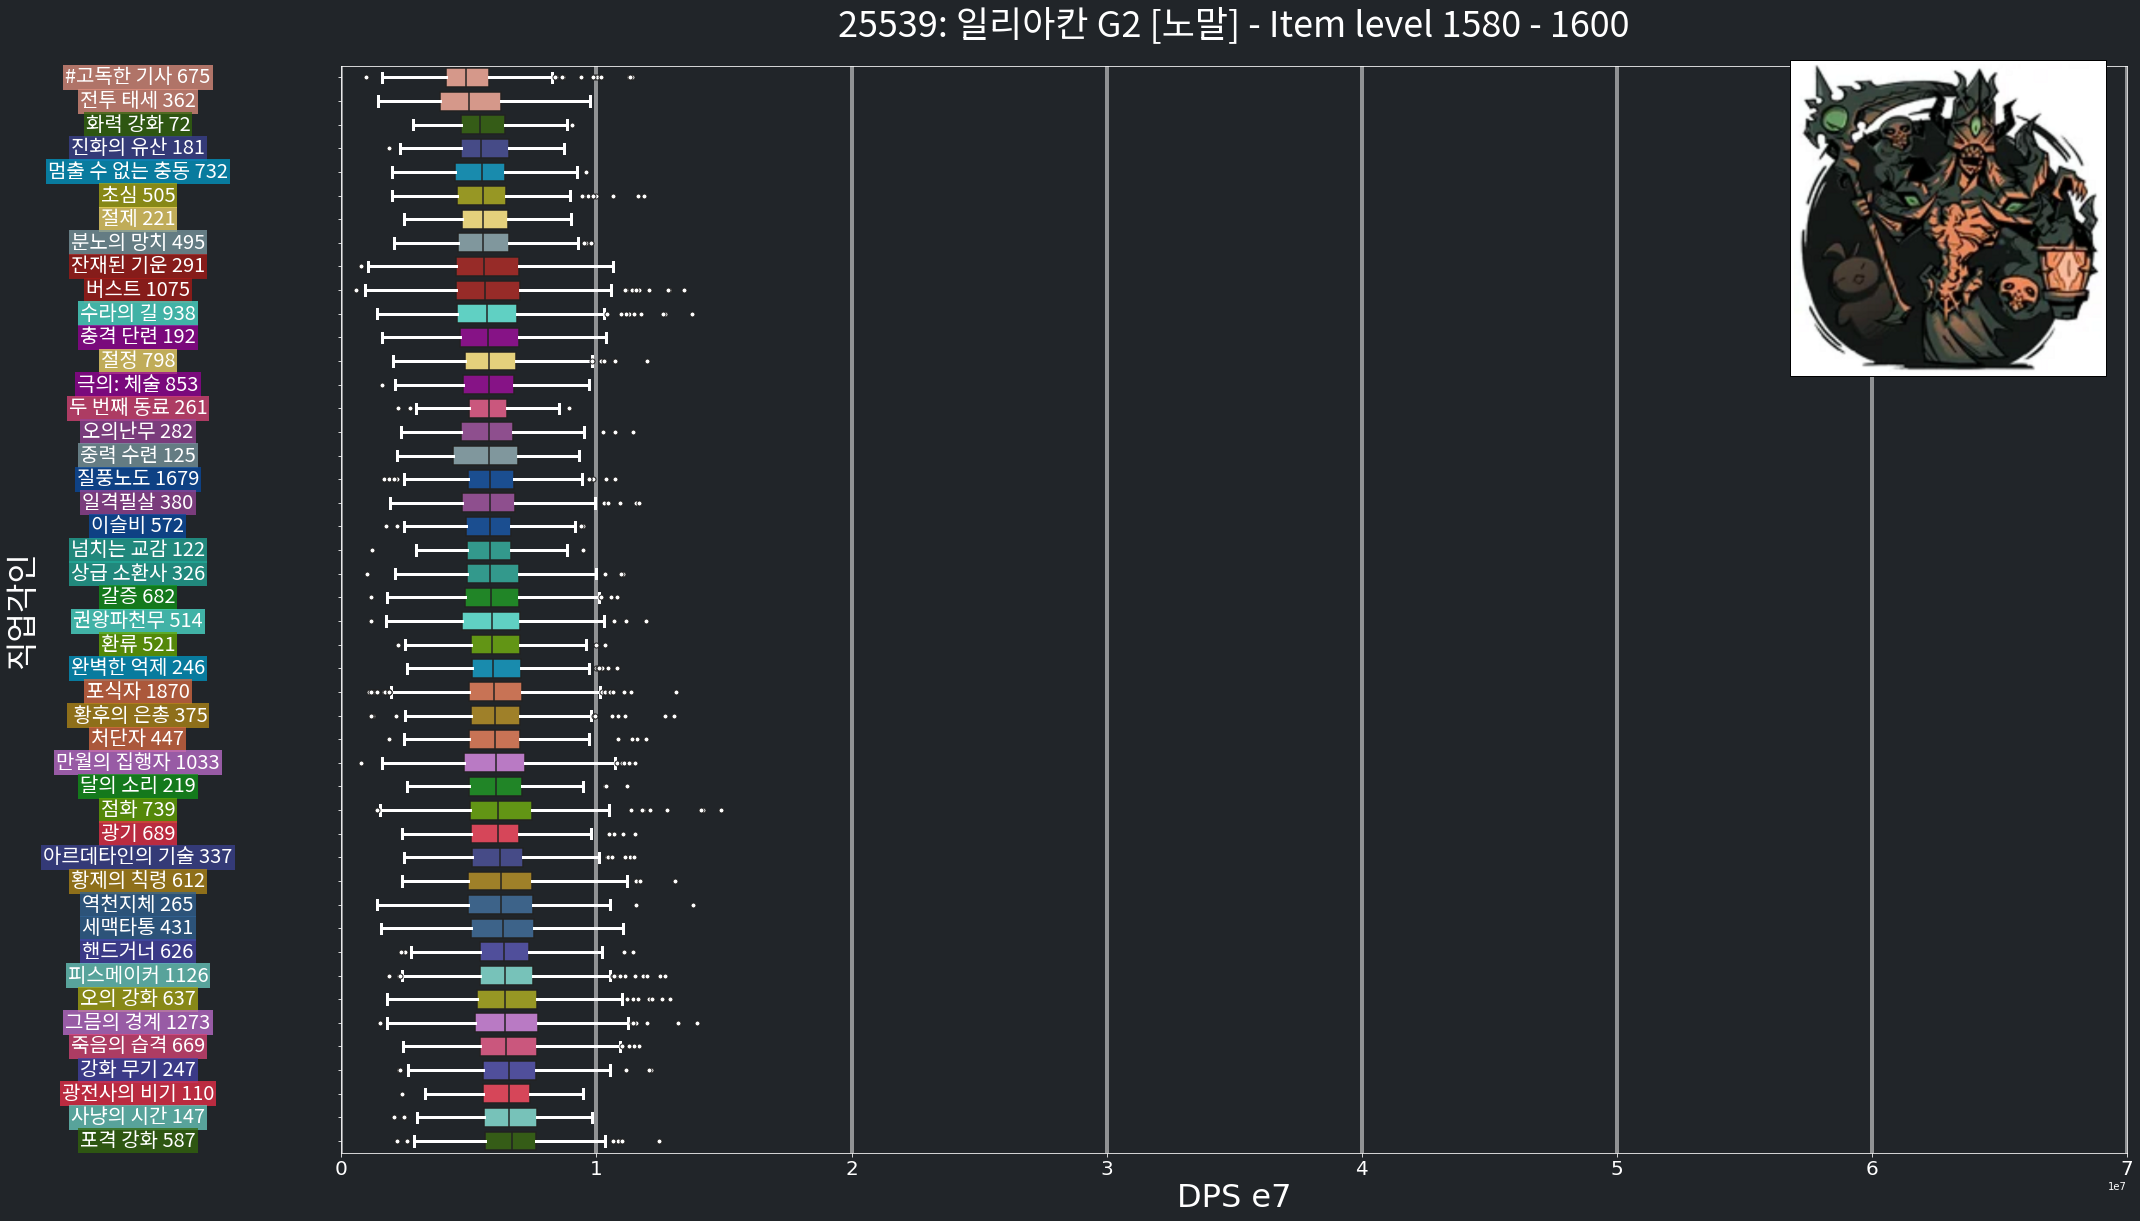 25539: 일리아칸 G2 [노말] - Item level 1580 - 1600
#고독한 기사 675
전투 태세 362
화력 강화 72
진화의 유산 181
멈출 수 없는 충동 732
초심 505
절제 221
분노의 망치 495
잔재된 기운 291
버스트 1075
수라의 길 938
충격 단련 192
절정 798
극의: 체술 853
두 번째 동료 261
오의난무 282
중력 수련 125
질풍노도 1679
일격필살 380
이슬비 572
넘치는 교감 122
상급 소환사 326
갈증 682
권왕파천무 514
환류 521
완벽한 억제 246
포식자 1870
황후의 은총 375
처단자 447
만월의 집행자 1033
달의 소리 219
점화 739
광기 689
아르데타인의 기술 337
황제의 칙령 612
역천지체 265
세맥타통 431
핸드거너 626
피스메이커 1126
오의 강화 637
그믐의 경계 1273
죽음의 습격 669
강화 무기 247
광전사의 비기 110
사냥의 시간 147
포격 강화 587
직업각인
0 1 2 3 4 5 6 7
1e7
DPS e7